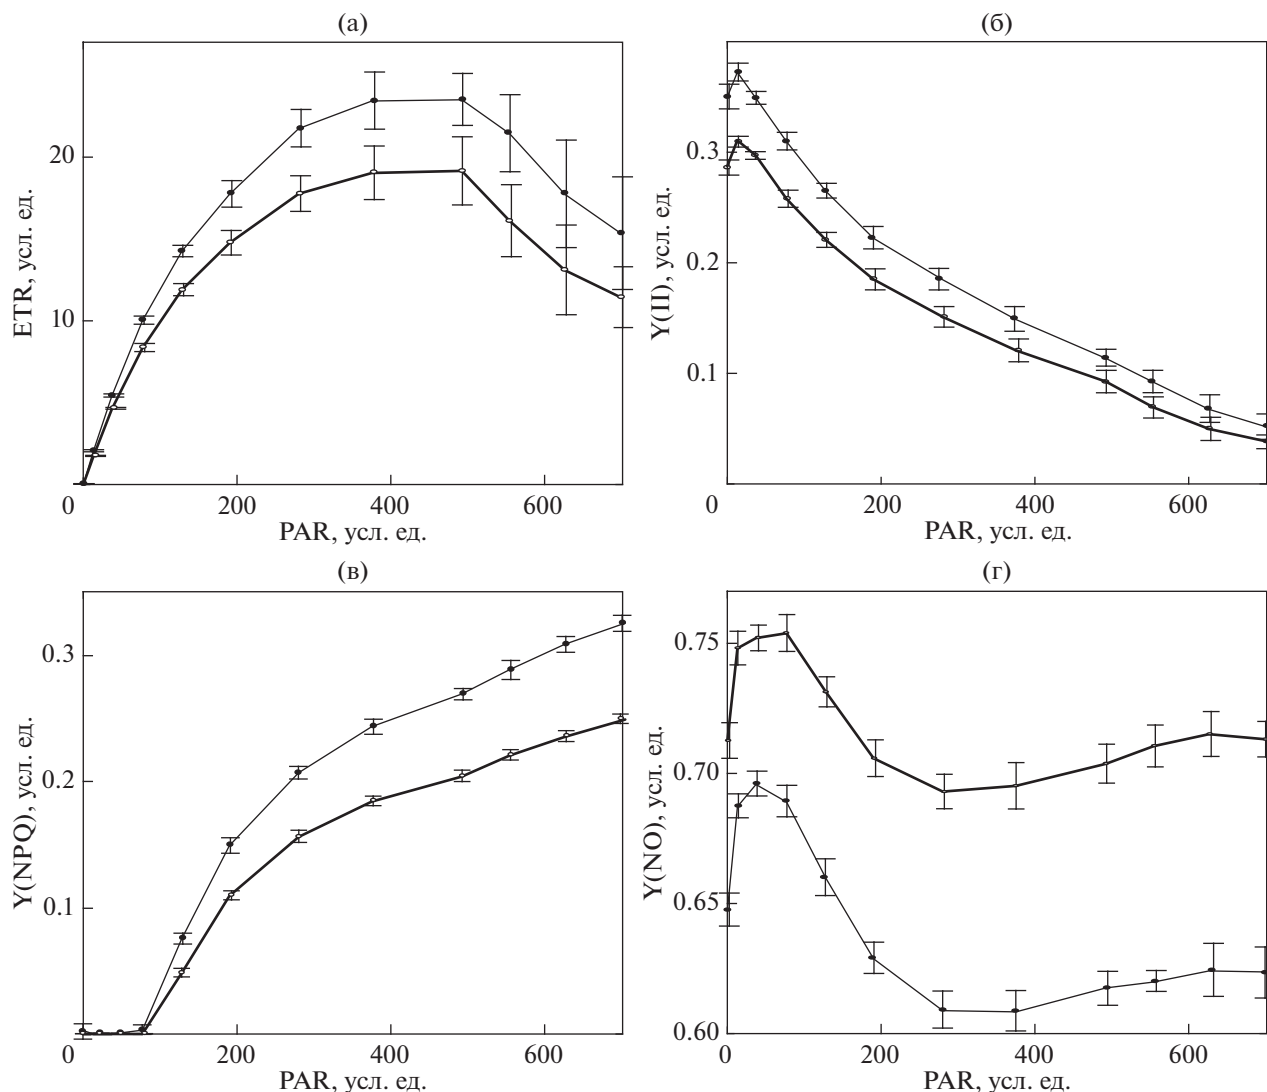 (а)
ETR, усл. ед.
20
10
0
200
400
600
PAR, усл. ед.
(б)
Y(II), усл. ед.
0.3
0.2
0.1
0
200
400
600
PAR, усл. ед.
(в)
Y(NPQ), усл. ед.
0.3
0.2
0.1
0
200
400
600
PAR, усл. ед.
(г)
Y(NO), усл. ед.
0.75
0.70
0.65
0.60
0
200
400
600
PAR, усл. ед.